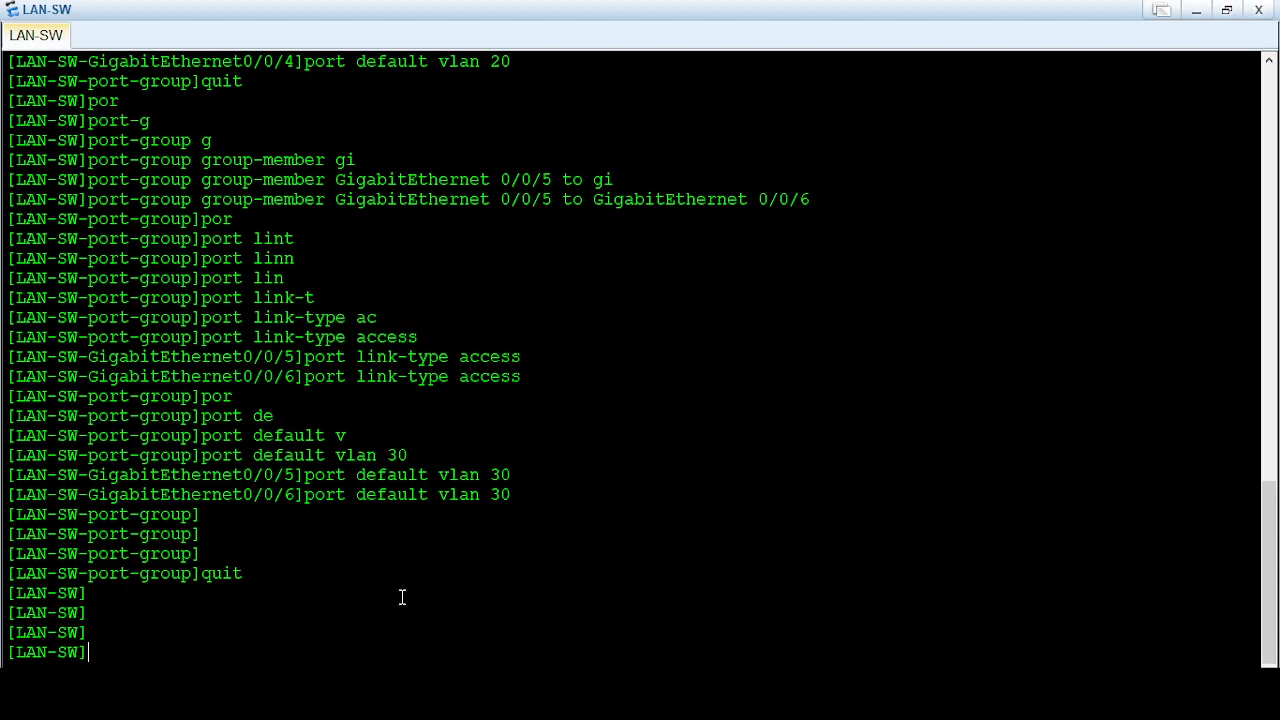 LAN-SW
LAN-SW
[LAN-SW-GigabitEthernet0/0/4]port default vlan 20
[LAN-SW-port-group]quit
[LAN-SW]por
[LAN-SW]port-g
[LAN-SW]port-group g
[LAN-SW]port-group group-member gi
[LAN-SW]port-group group-member GigabitEthernet 0/0/5 to gi
[LAN-SW]port-group group-member GigabitEthernet 0/0/5 to GigabitEthernet 0/0/6
[LAN-SW-port-group]por
[LAN-SW-port-group]port lint
[LAN-SW-port-group]port linn
[LAN-SW-port-group]port lin
[LAN-SW-port-group]port link-t
[LAN-SW-port-group]port link-type ac
[LAN-SW-port-group]port link-type access
[LAN-SW-GigabitEthernet0/0/5]port link-type access
[LAN-SW-GigabitEthernet0/0/6]port link-type access
[LAN-SW-port-group]por
[LAN-SW-port-group]port de
[LAN-SW-port-group]port default v
[LAN-SW-port-group]port default vlan 30
[LAN-SW-GigabitEthernet0/0/5]port default vlan 30
[LAN-SW-GigabitEthernet0/0/6]port default vlan 30
[LAN-SW-port-group]
[LAN-SW-port-group]
[LAN-SW-port-group]
[LAN-SW-port-group]quit
[LAN-SW]
[LAN-SW]
[LAN-SW]
[LAN-SW]